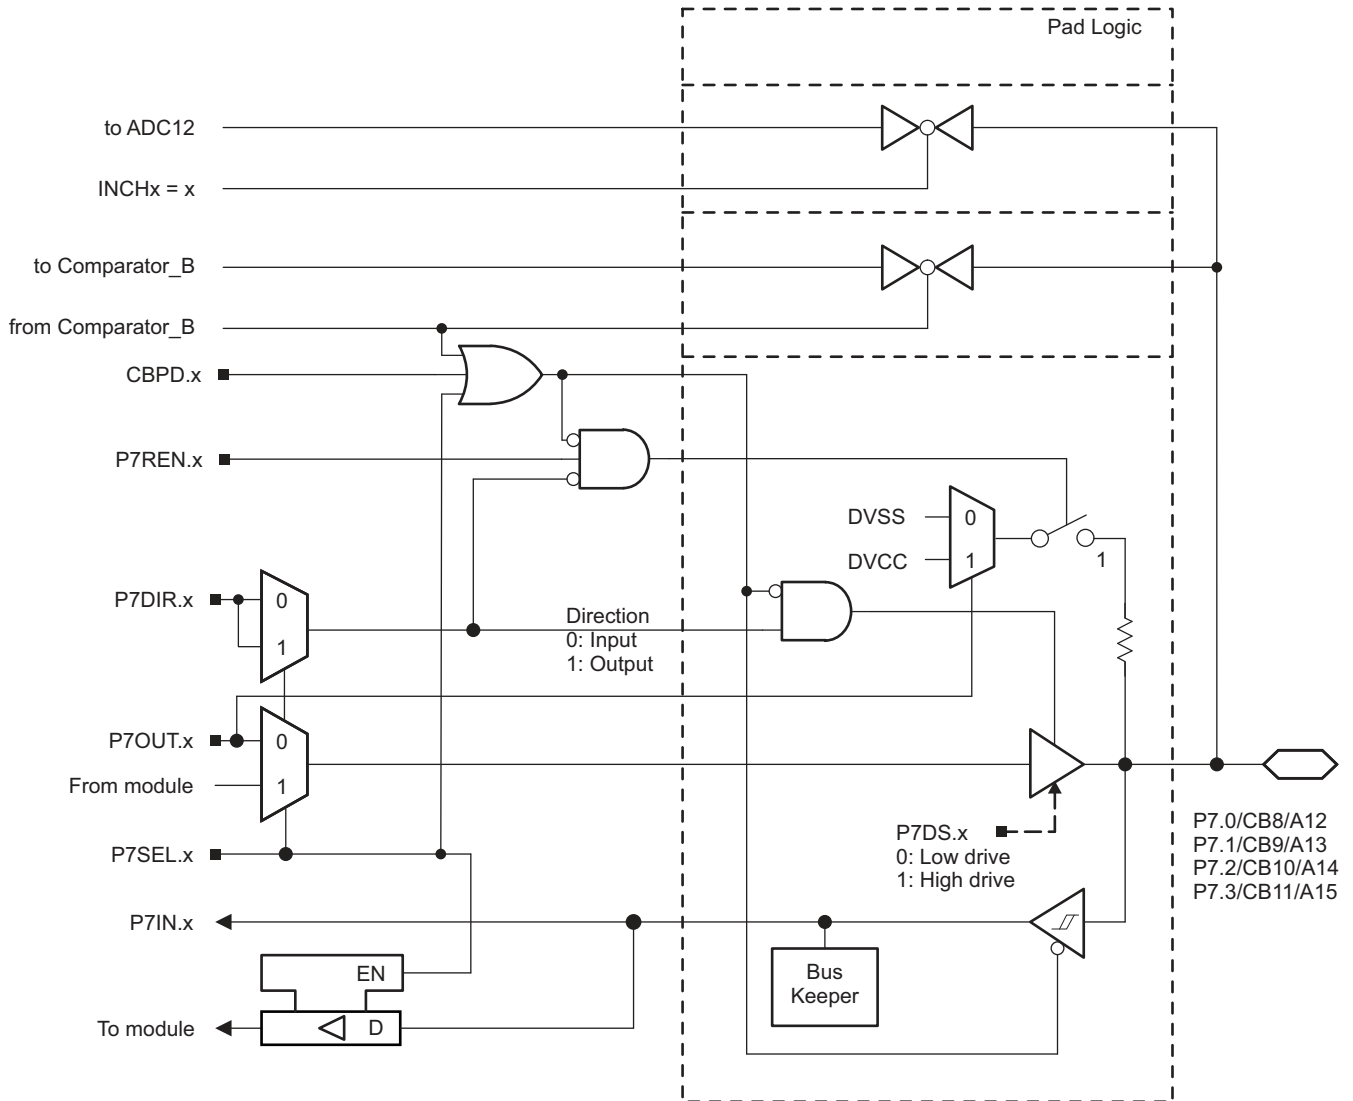 Pad Logic
to ADC12
INCHx = x
to Comparator_B
from Comparator_B
CBPD.x
P7REN.x
DVSS
0
DVCC
1
1
P7DIR.x
0
1
Direction
0: Input
1: Output
P7OUT.x
0
From module
1
P7SEL.x
P7DS.x
0: Low drive
1: High drive
P7.0/CB8/A12
P7.1/CB9/A13
P7.2/CB10/A14
P7.3/CB11/A15
P7IN.x
EN
Bus
Keeper
To module
D